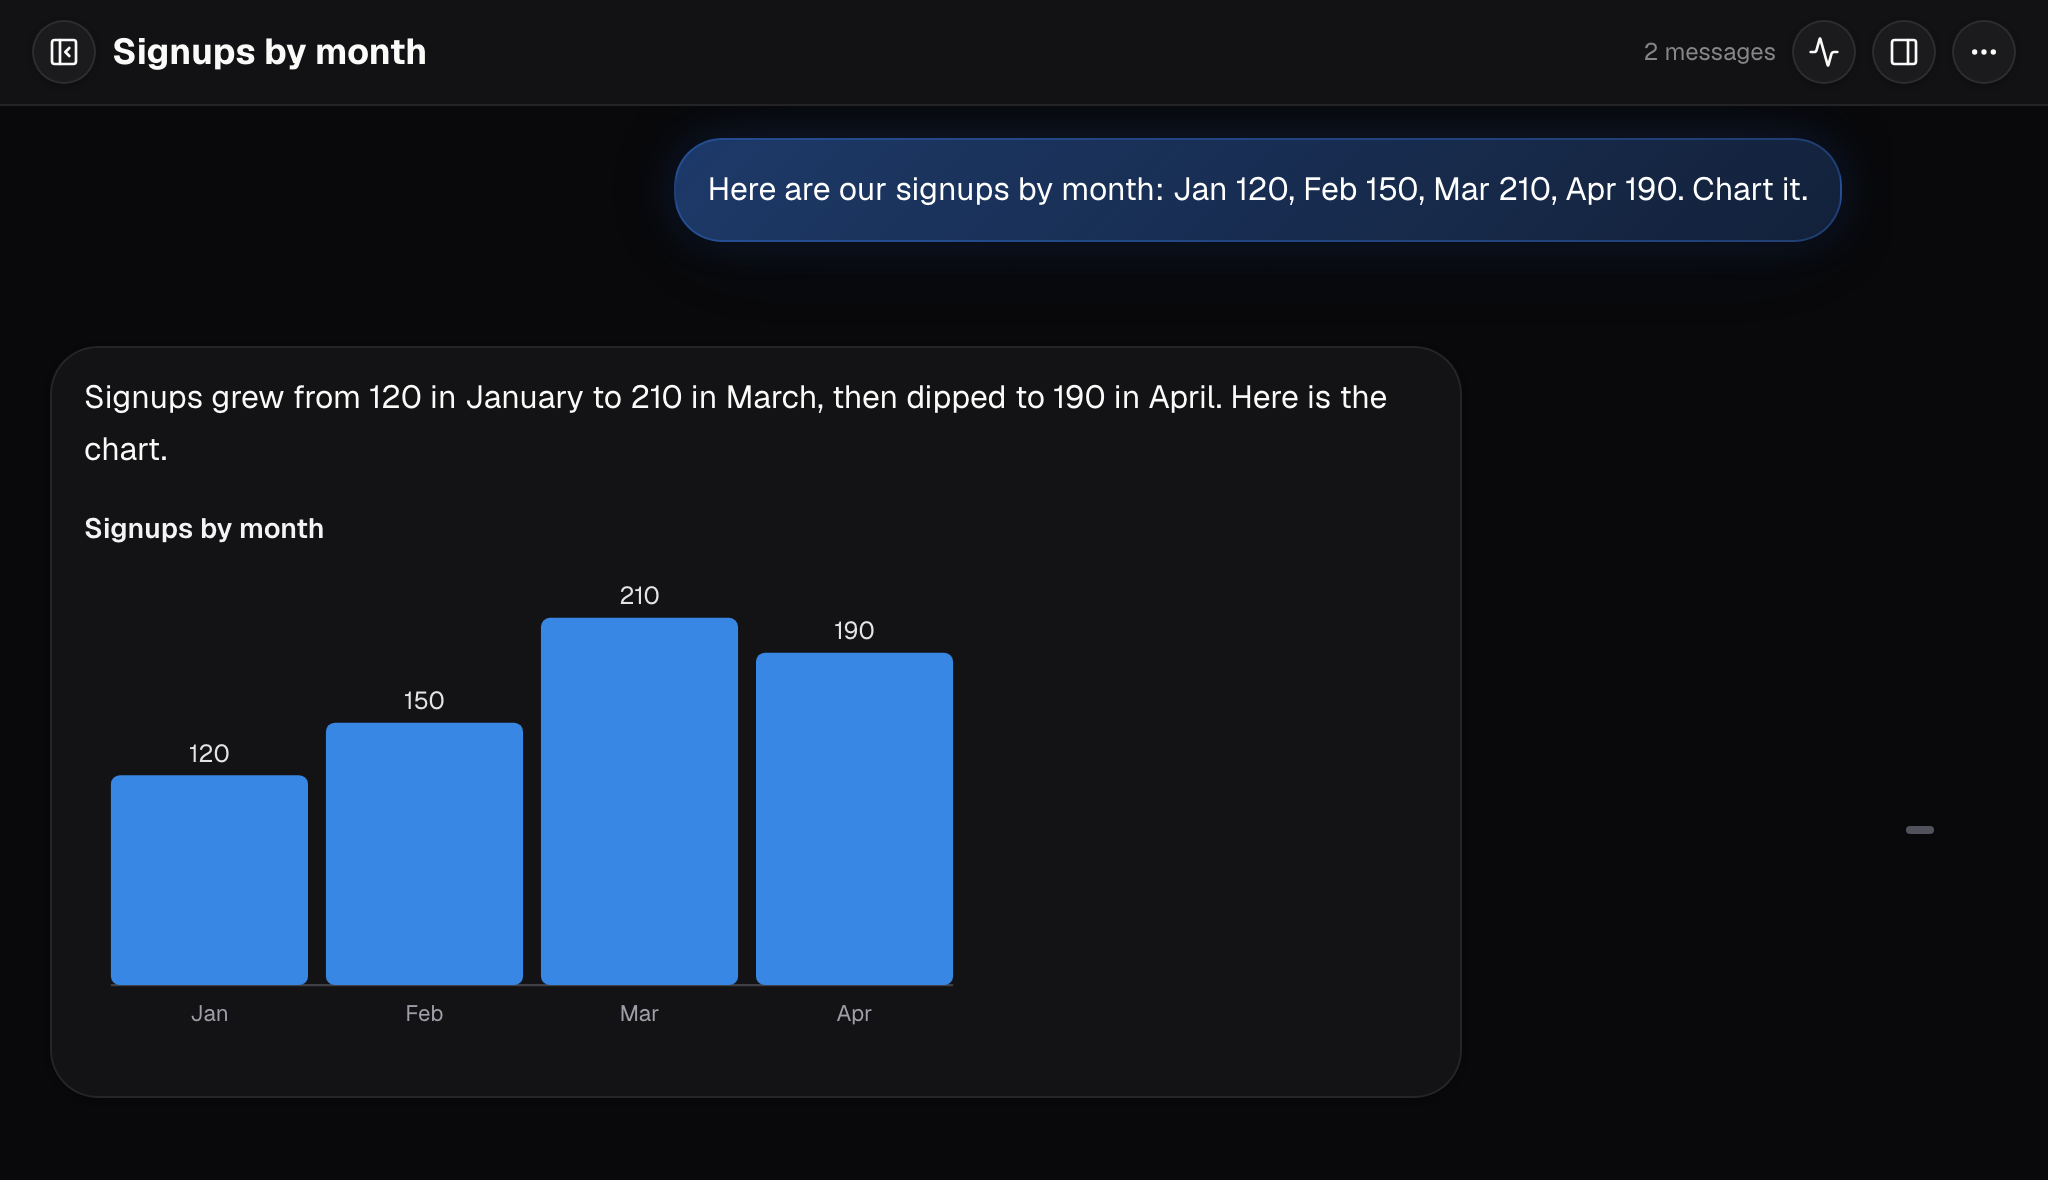 Signups by month
2 messages
Here are our signups by month: Jan 120, Feb 150, Mar 210, Apr 190. Chart it.
Signups grew from 120 in January to 210 in March, then dipped to 190 in April. Here is the
chart.
Signups by month
210
190
150
120
Jan Feb Mar Apr